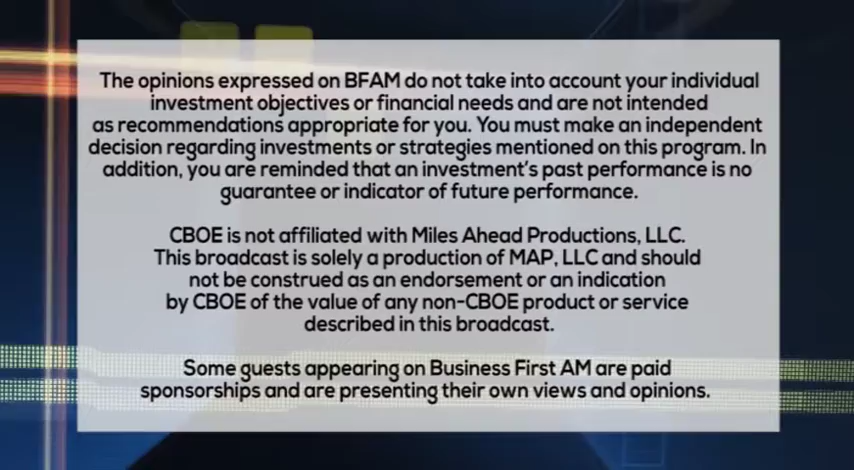 The opinions expressed on BFAM do not take into account your individual
investment objectives or financial needs and are not intended
as recommendations appropriate for you. You must make an independent
decision regarding investments or strategies mentioned on this program. In
addition, you are reminded that an investment's past performance is no
guarantee or indicator of future performance.
CBOE is not affiliated with Miles Ahead Productions, LLC.
This broadcast is solely a production of MAP, LLC and should
not be construed as an endorsement or an indication
by CBOE of the value of any non-CBOE product or service
described in this broadcast.
Some guests appearing on Business First AM are paid
sponsorships and are presenting their own views and opinions.